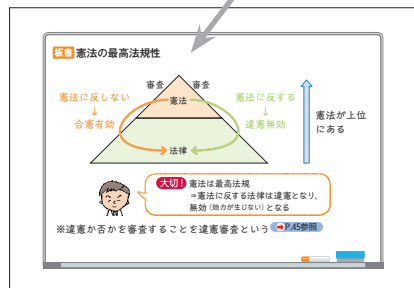 板書 憲法の最高法規性
審査 審査
憲法に反しない
↓
合憲有効
憲法
憲法に反する
↓
違憲無効
憲法が上位
にある
法律
大切！ 憲法は最高法規
⇒憲法に反する法律は違憲となり、
無効（効力が生じない）となる
※違憲か否かを審査することを違憲審査という ➡P.45参照